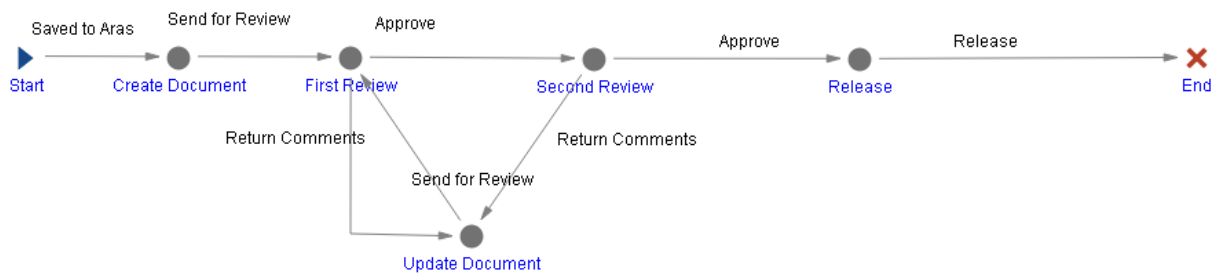 Saved to Aras
Send for Review
Approve
Approve
Release
Start
Create Document
First Review
Second Review
Release
End
Return Comments
Return Comments
Send for Review
Update Document